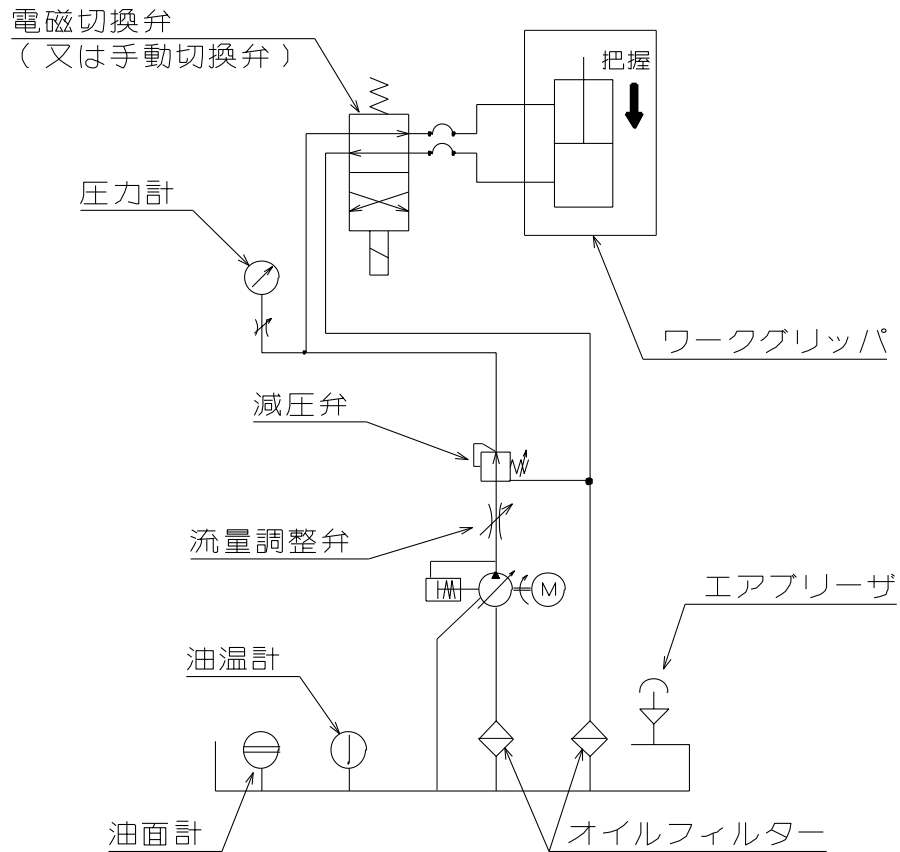 電磁切換弁
（又は手動切換弁）
把握
圧力計
ワークグリッパ
減圧弁
流量調整弁
M
エアブリーザ
油温計
油面計
オイルフィルター